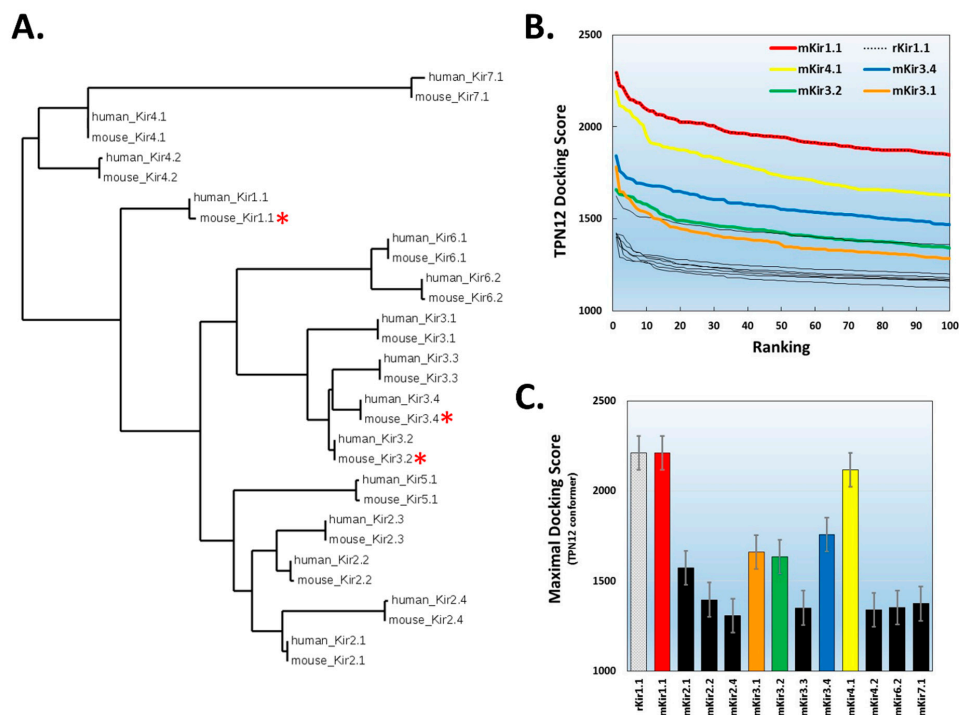 A.
human_Kir7.1
mouse_Kir7.1
human_Kir4.1
mouse_Kir4.1
human_Kir4.2
mouse_Kir4.2
human_Kir1.1
mouse_Kir1.1 *
human_Kir6.1
mouse_Kir6.1
human_Kir6.2
mouse_Kir6.2
human_Kir3.1
mouse_Kir3.1
human_Kir3.3
mouse_Kir3.3
human_Kir3.4
mouse_Kir3.4 *
human_Kir3.2
mouse_Kir3.2 *
human_Kir5.1
mouse_Kir5.1
human_Kir2.3
mouse_Kir2.3
human_Kir2.2
mouse_Kir2.2
human_Kir2.4
mouse_Kir2.4
human_Kir2.1
mouse_Kir2.1
B.
TPN12 Docking Score
2500
2000
1500
1000
mKir1.1 rKir1.1
mKir4.1 mKir3.4
mKir3.2 mKir3.1
0 10 20 30 40 50 60 70 80 90 100
Ranking
C.
Maximal Docking Score
(TPN12 conformer)
2500
2000
1500
1000
rKir1.1
mKir1.1
mKir2.1
mKir2.2
mKir2.4
mKir3.1
mKir3.2
mKir3.3
mKir3.4
mKir4.1
mKir4.2
mKir6.2
mKir7.1